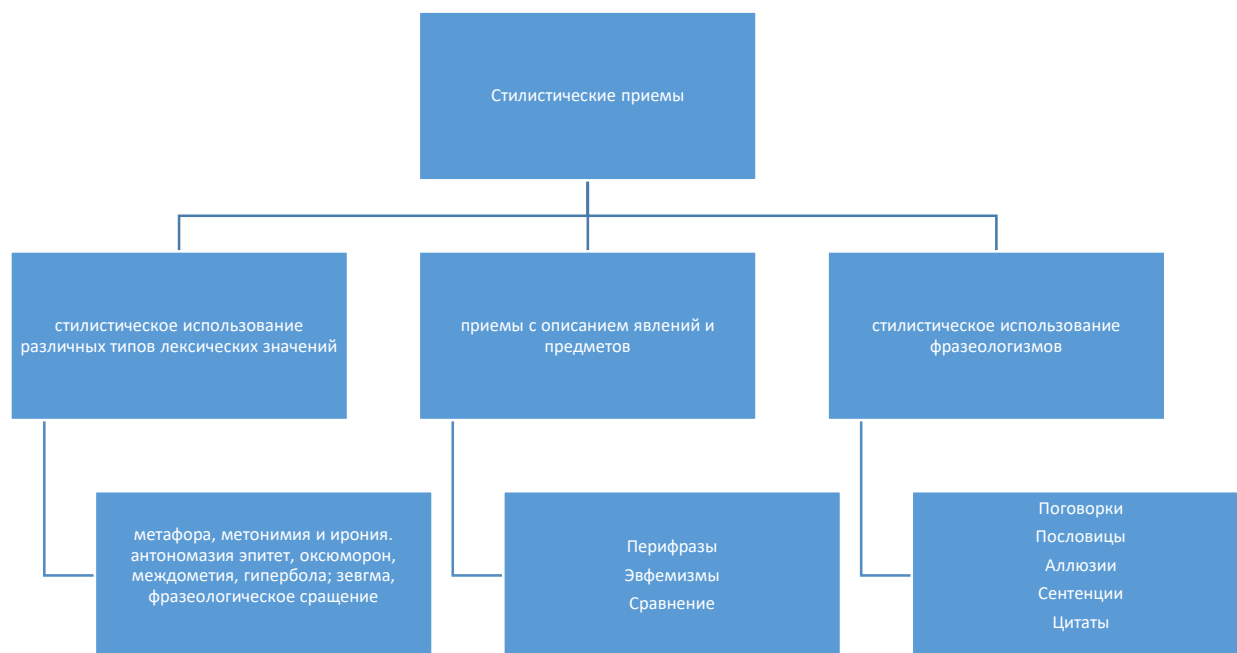 Стилистические приемы
стилистическое использование
различных типов лексических значений
приемы с описанием явлений и
предметов
стилистическое использование
фразеологизмов
метафора, метонимия и ирония.
антономазия эпитет, оксюморон,
междометия, гипербола; зевгма,
фразеологическое сращение
Перифразы
Эвфемизмы
Сравнение
Поговорки
Пословицы
Аллюзии
Сентенции
Цитаты